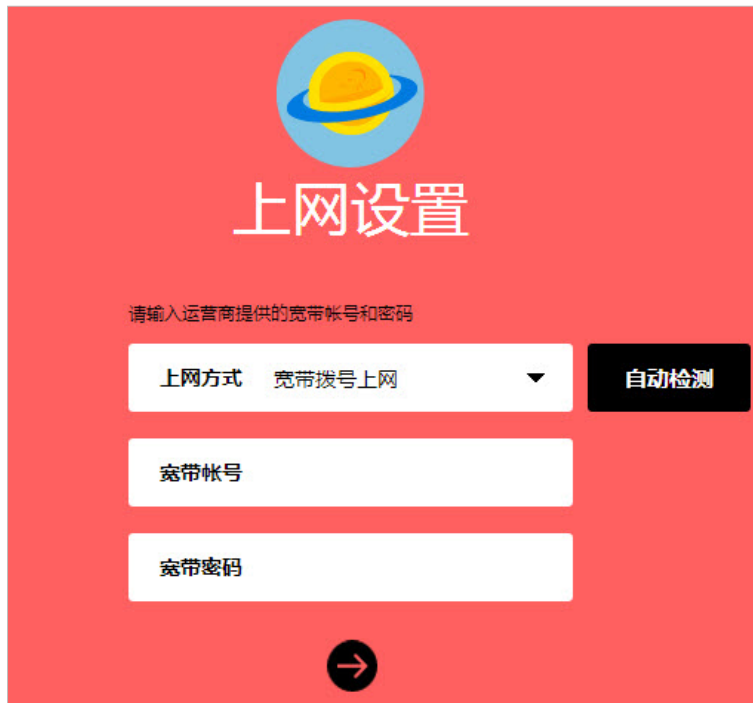 上网设置
请输入运营商提供的宽带帐号和密码
上网方式 宽带拨号上网 自动检测
宽带帐号
宽带密码